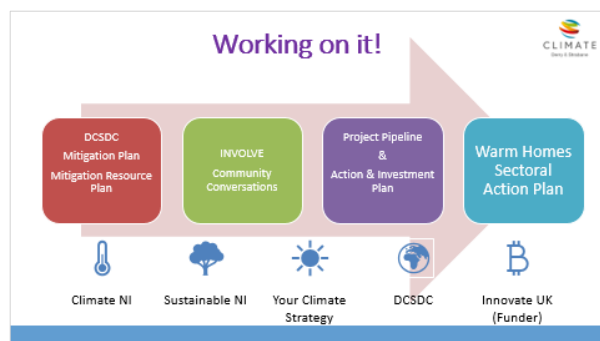 Working on it!
CLIMATE
Derry & Strabane
DCSDC
Mitigation Plan
Mitigation Resource
Plan
INVOLVE
Community
Conversations
Project Pipeline
&
Action & Investment
Plan
Warm Homes
Sectoral
Action Plan
Climate NI
Sustainable NI
Your Climate
Strategy
DCSDC
Innovate UK
(Funder)